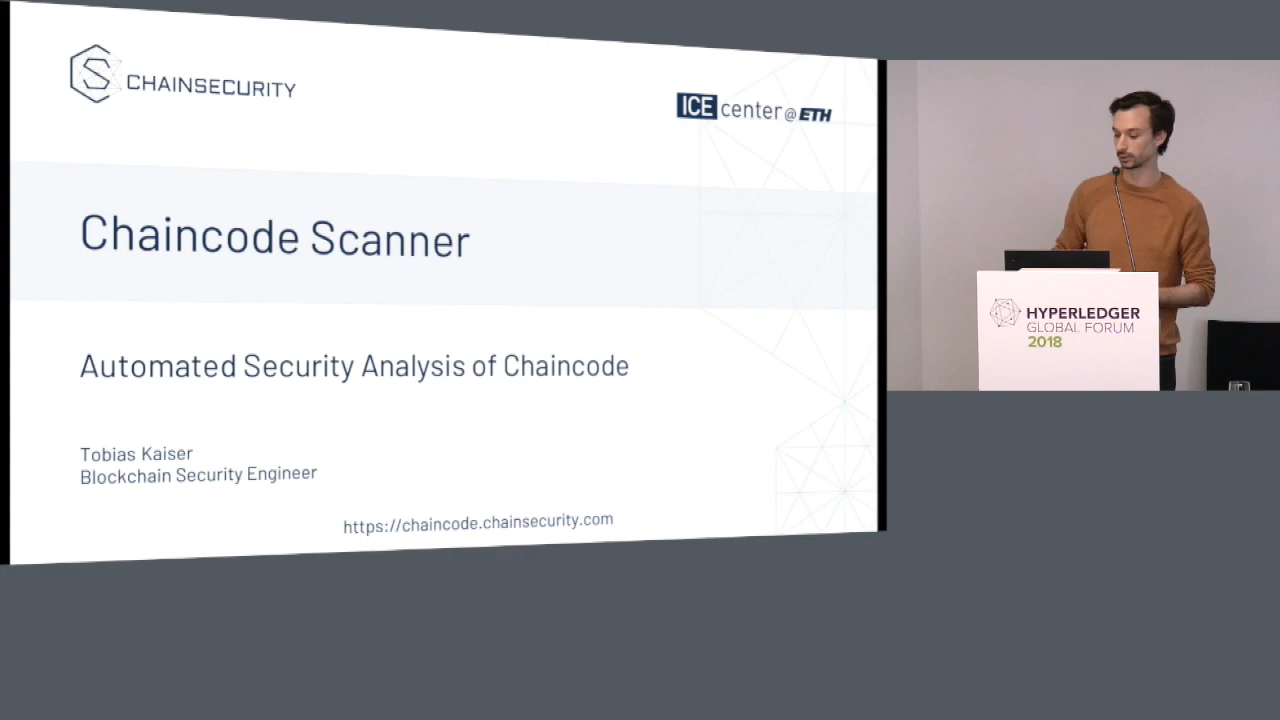 CHAINSECURITY
ICE center @ ETH
Chaincode Scanner
Automated Security Analysis of Chaincode
Tobias Kaiser
Blockchain Security Engineer
https://chaincode.chainsecurity.com
HYPERLEDGER
GLOBAL FORUM
2018